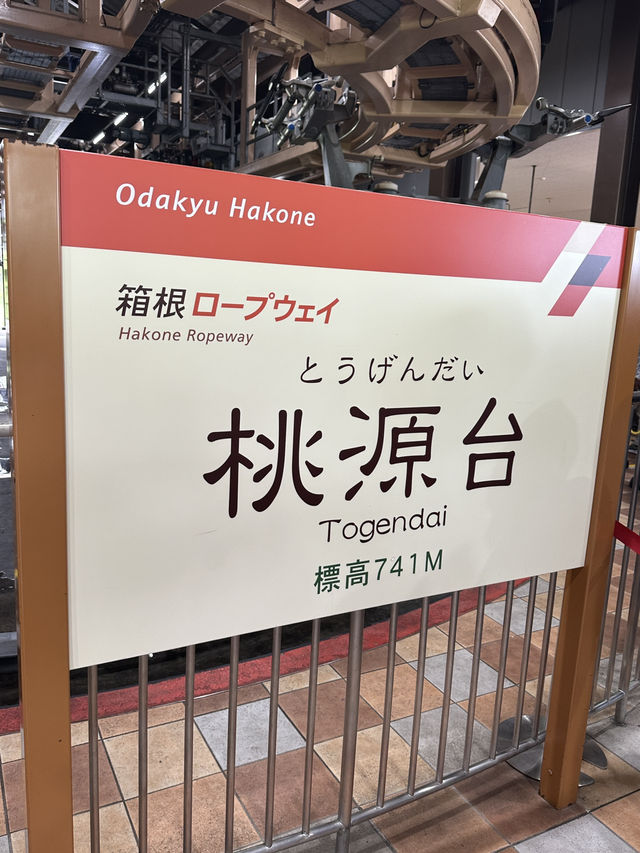 Odakyu Hakone
箱根ロープウェイ
Hakone Ropeway
とうげんだい
桃源台
Togendai
標高741M